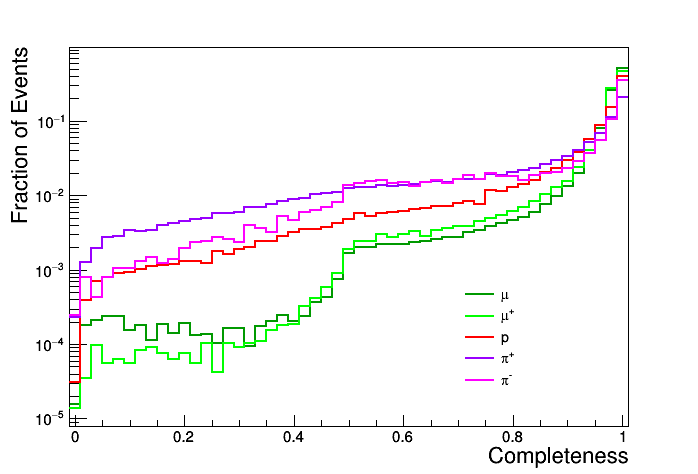 Fraction of Events
10⁻¹
10⁻²
10⁻³
10⁻⁴
10⁻⁵
0 0.2 0.4 0.6 0.8 1
Completeness
μ
μ⁺
p
π⁺
π⁻